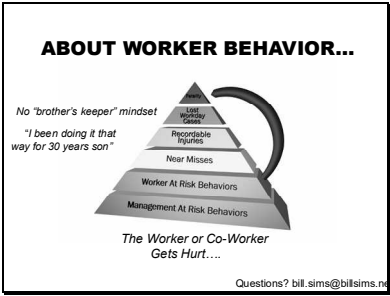 ABOUT WORKER BEHAVIOR...
No “brother’s keeper” mindset
“I been doing it that
way for 30 years son”
Fatality
Lost
Workday
Cases
Recordable
Injuries
Near Misses
Worker At Risk Behaviors
Management At Risk Behaviors
The Worker or Co-Worker
Gets Hurt….
Questions? bill.sims@billsims.ne